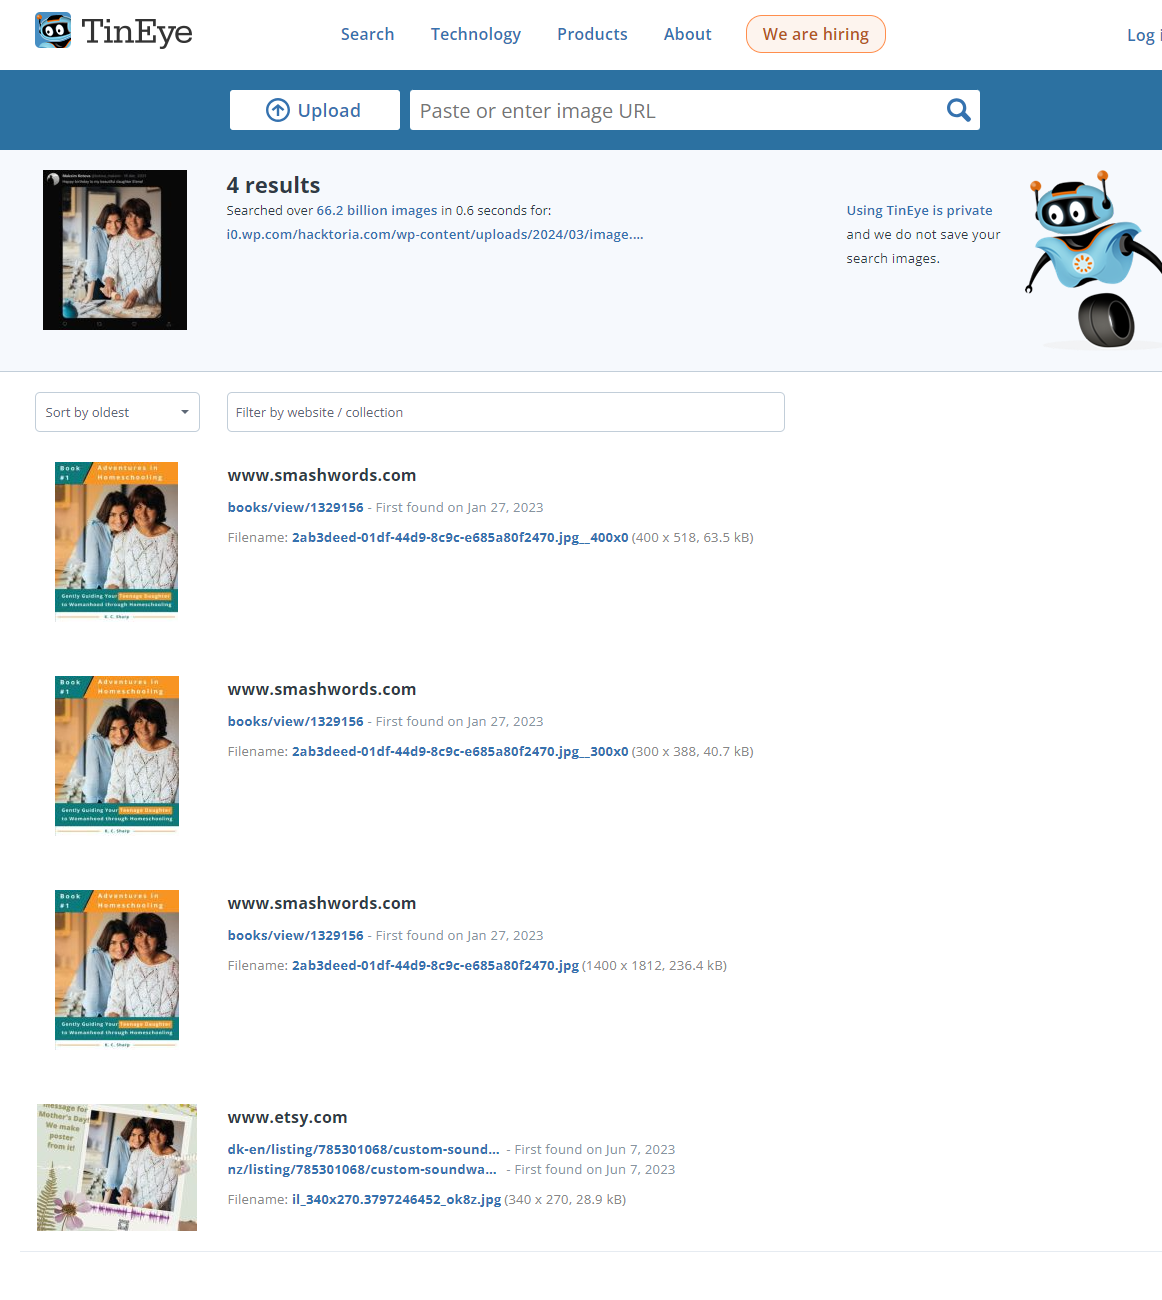 TinEye
Search Technology Products About We are hiring Log i
Upload Paste or enter image URL
Happy birthday to my beautiful daughter
4 results
Searched over 66.2 billion images in 0.6 seconds for:
i0.wp.com/hacktoria.com/wp-content/uploads/2024/03/image....
Using TinEye is private
and we do not save your
search images.
Sort by oldest Filter by website / collection
Book #1
Adventures in
Homeschooling
Gently Guiding Your Teenage Daughter
to Womanhood through Homeschooling
K. C. Sharp
www.smashwords.com
books/view/1329156 - First found on Jan 27, 2023
Filename: 2ab3deed-01df-44d9-8c9c-e685a80f2470.jpg__400x0 (400 x 518, 63.5 kB)
Book #1
Adventures in
Homeschooling
Gently Guiding Your Teenage Daughter
to Womanhood through Homeschooling
K. C. Sharp
www.smashwords.com
books/view/1329156 - First found on Jan 27, 2023
Filename: 2ab3deed-01df-44d9-8c9c-e685a80f2470.jpg__300x0 (300 x 388, 40.7 kB)
Book #1
Adventures in
Homeschooling
Gently Guiding Your Teenage Daughter
to Womanhood through Homeschooling
K. C. Sharp
www.smashwords.com
books/view/1329156 - First found on Jan 27, 2023
Filename: 2ab3deed-01df-44d9-8c9c-e685a80f2470.jpg (1400 x 1812, 236.4 kB)
message for
Mother's Day!
We make
poster
from it!
www.etsy.com
dk-en/listing/785301068/custom-sound... - First found on Jun 7, 2023
nz/listing/785301068/custom-soundwa... - First found on Jun 7, 2023
Filename: il_340x270.3797246452_ok8z.jpg (340 x 270, 28.9 kB)